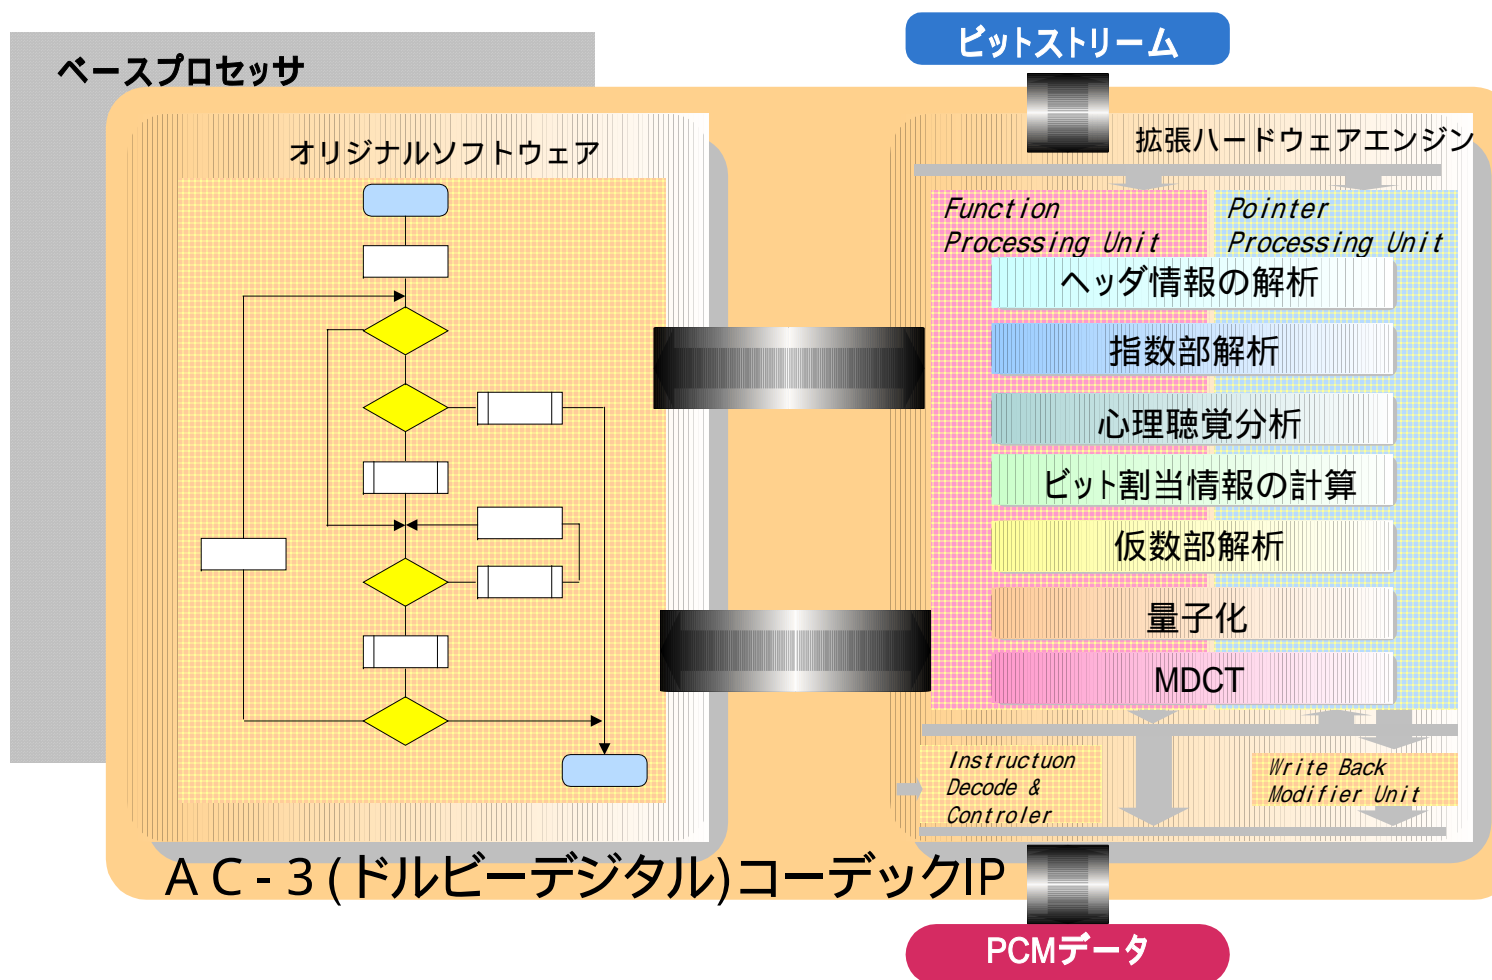 ビットストリーム
ベースプロセッサ
オリジナルソフトウェア
拡張ハードウェアエンジン
Function
Processing Unit
Pointer
Processing Unit
ヘッダ情報の解析
指数部解析
心理聴覚分析
ビット割当情報の計算
仮数部解析
量子化
MDCT
Instructuon
Decode &
Controler
Write Back
Modifier Unit
AC-3(ドルビーデジタル)コーデックIP
PCMデータ